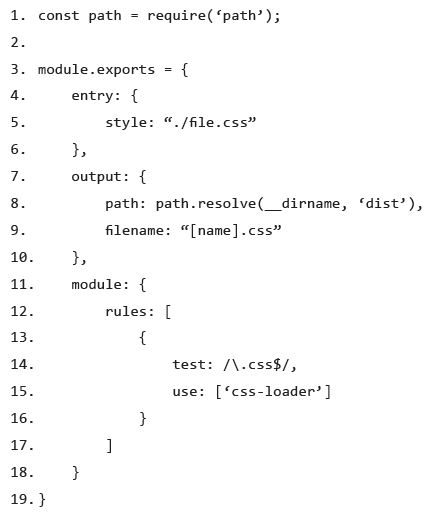 1. const path = require(‘path’);
2.
3. module.exports = {
4.     entry: {
5.         style: “./file.css”
6.     },
7.     output: {
8.         path: path.resolve(__dirname, ‘dist’),
9.         filename: “[name].css”
10.     },
11.     module: {
12.         rules: [
13.             {
14.                 test: /\.css$/,
15.                 use: [‘css-loader’]
16.             }
17.         ]
18.     }
19. }